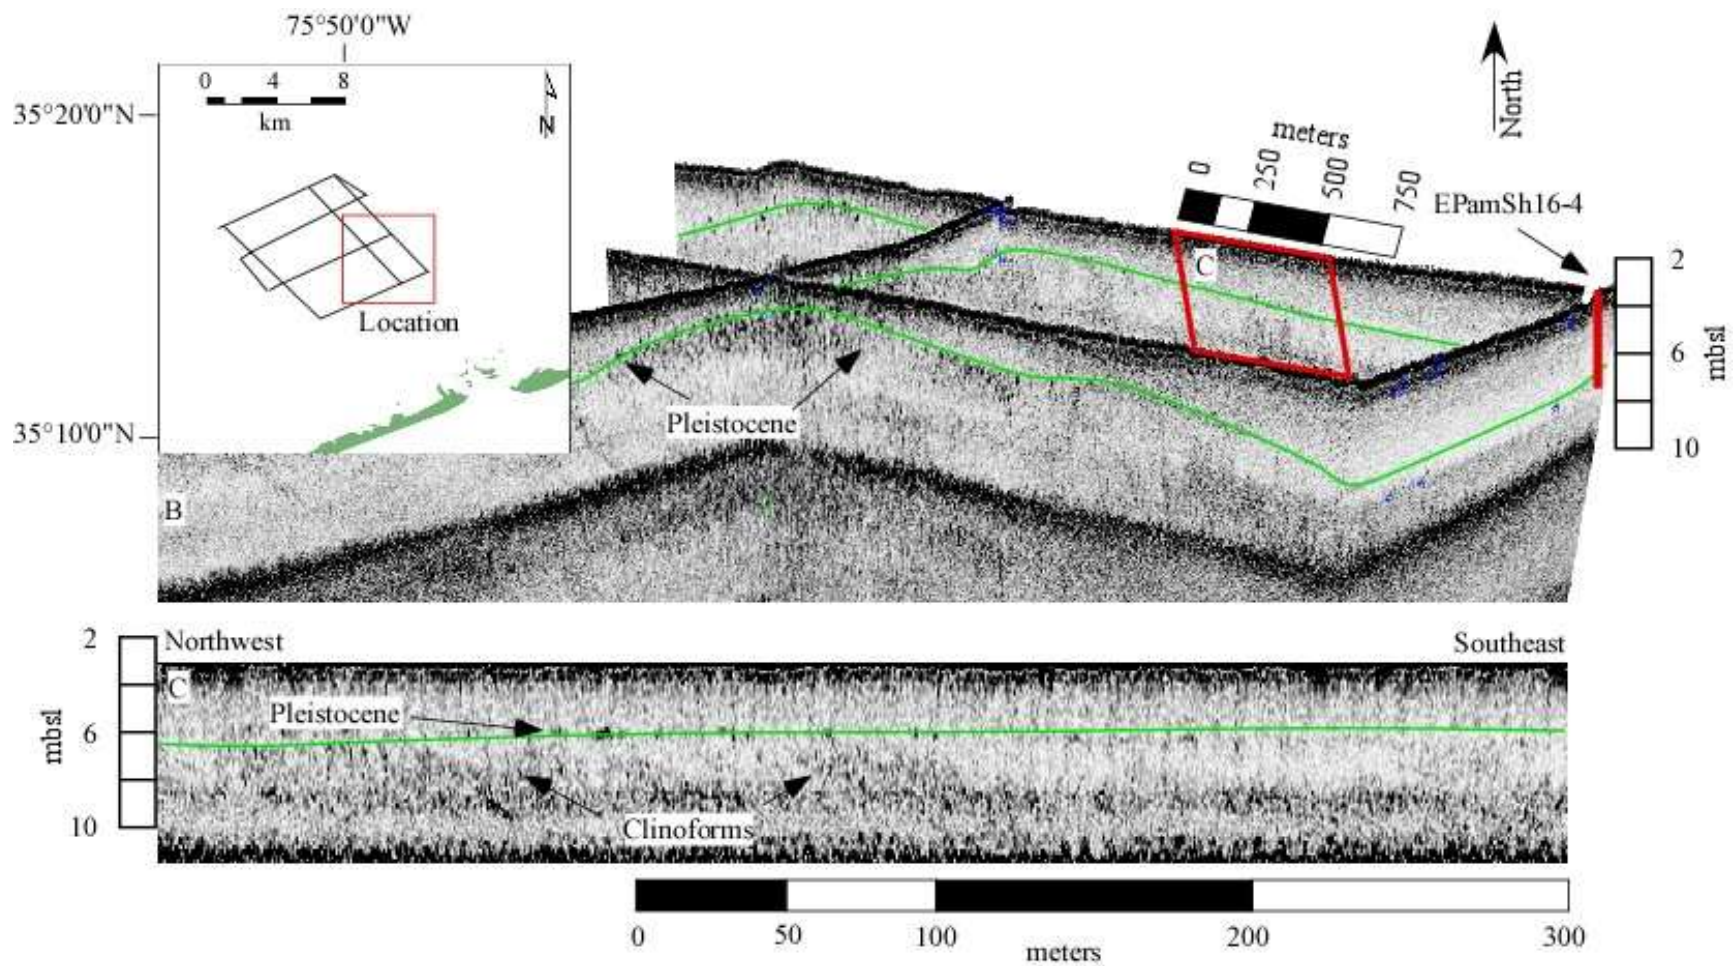 75°50'0"W
0 4 8
km
N
35°20'0"N
Location
35°10'0"N
B
North
meters
0 250 500 750
EPamSh16-4
C
2
6
10
mbsl
Pleistocene
2
6
10
mbsl
Northwest
Southeast
C
Pleistocene
Clinoforms
0 50 100 200 300
meters